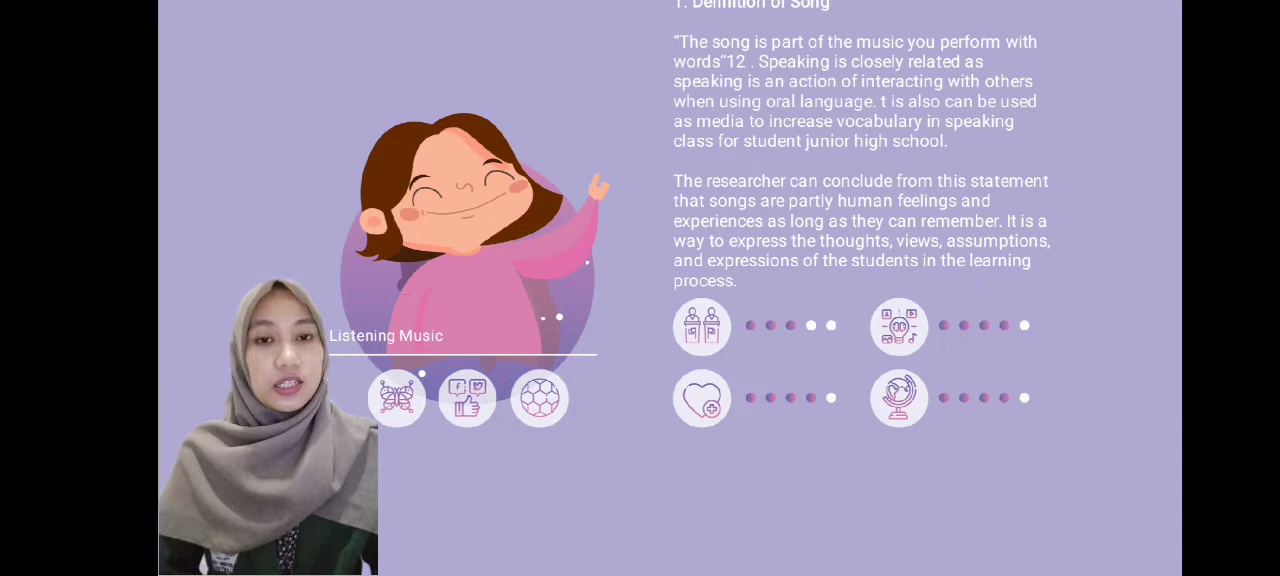 1. Definition of Song
“The song is part of the music you perform with
words”12 . Speaking is closely related as
speaking is an action of interacting with others
when using oral language. t is also can be used
as media to increase vocabulary in speaking
class for student junior high school.
The researcher can conclude from this statement
that songs are partly human feelings and
experiences as long as they can remember. It is a
way to express the thoughts, views, assumptions,
and expressions of the students in the learning
process.
Listening Music